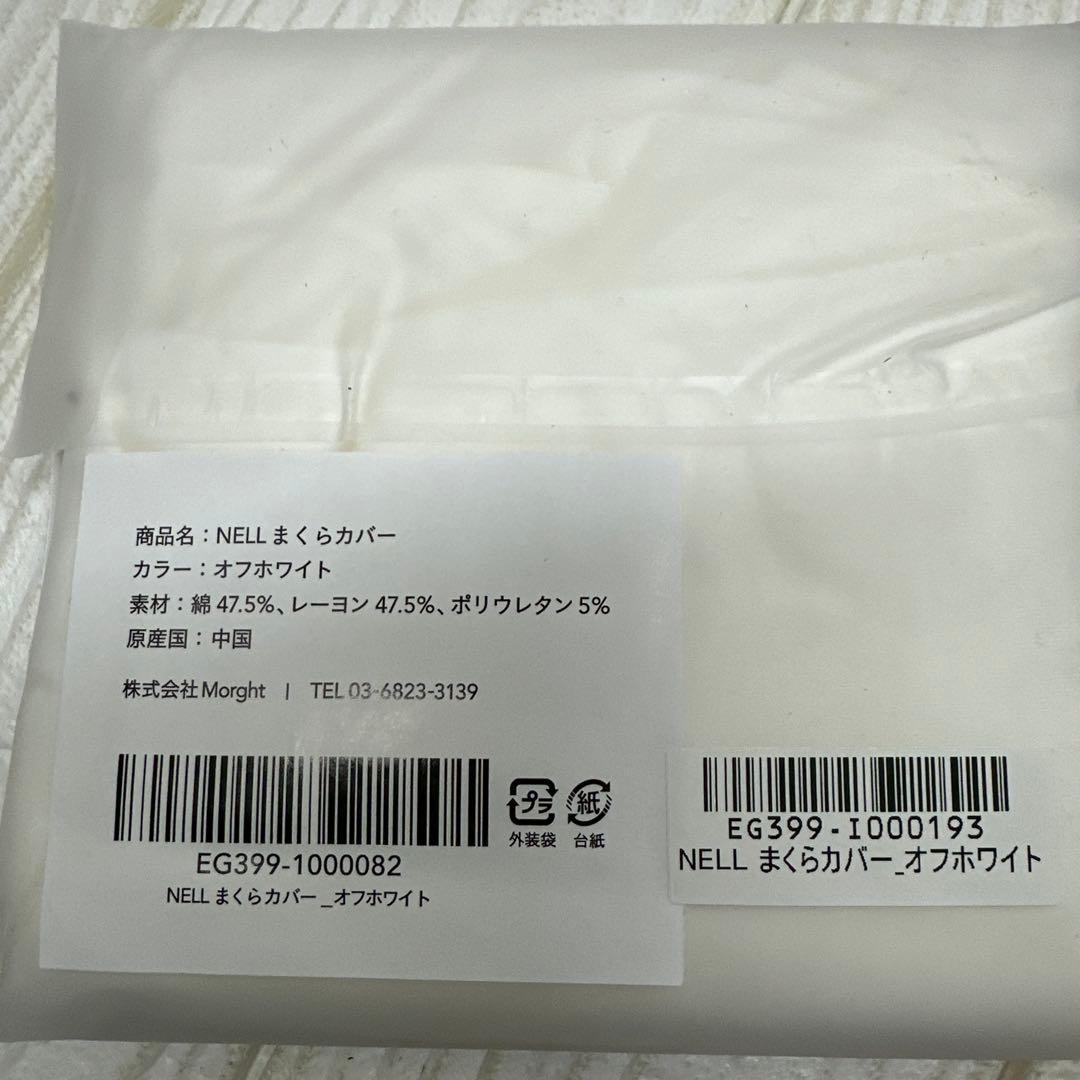 商品名：NELL まくらカバー
カラー：オフホワイト
素材：綿 47.5%、レーヨン 47.5%、ポリウレタン 5%
原産国：中国
株式会社Morght | TEL 03-6823-3139
プラ
外装袋
紙
台紙
EG399-1000082
NELL まくらカバー _オフホワイト
EG399-I000193
NELL まくらカバー_オフホワイト